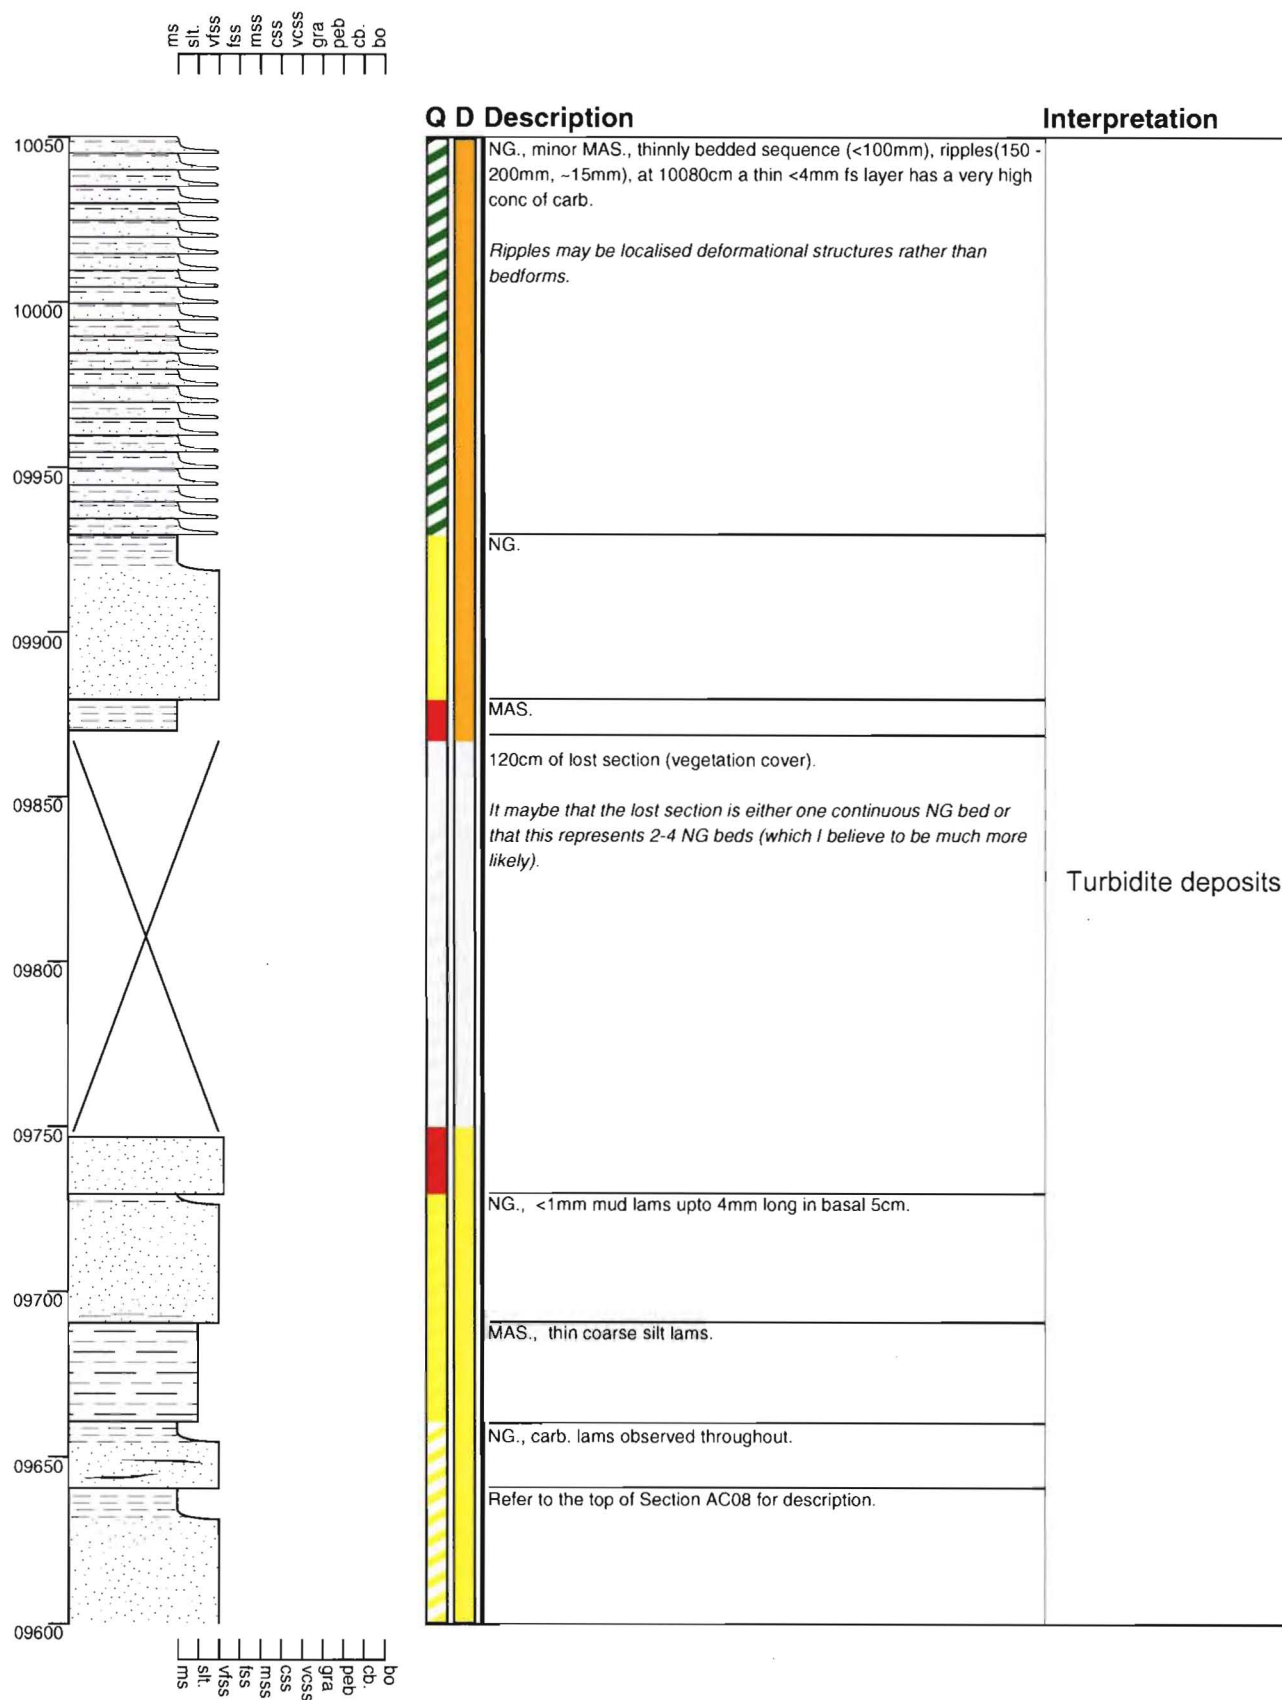 ms slt. vfss fss mss css vcss gra peb cb. bo
Q D Description Interpretation
10050
NG., minor MAS., thinnly bedded sequence (<100mm), ripples(150 -
200mm, ~15mm), at 10080cm a thin <4mm fs layer has a very high
conc of carb.
Ripples may be localised deformational structures rather than
bedforms.
10000
09950
NG.
09900
MAS.
120cm of lost section (vegetation cover).
09850
It maybe that the lost section is either one continuous NG bed or
that this represents 2-4 NG beds (which I believe to be much more
likely).
Turbidite deposits
09800
09750
NG., <1mm mud lams upto 4mm long in basal 5cm.
09700
MAS., thin coarse silt lams.
NG., carb. lams observed throughout.
09650
Refer to the top of Section AC08 for description.
09600
ms slt. vfss fss mss css vcss gra peb cb. bo